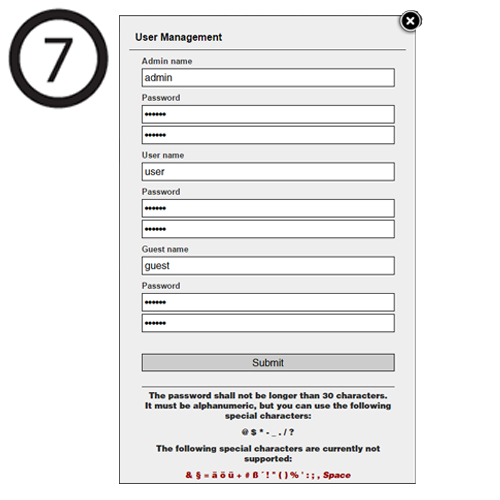 7
User Management
Admin name
admin
Password
••••••
••••••
User name
user
Password
••••••
••••••
Guest name
guest
Password
••••••
••••••
Submit
The password shall not be longer than 30 characters.
It must be alphanumeric, but you can use the following
special characters:
@ $ * - _ . / ?
The following special characters are currently not
supported:
& § = ä ö ü + # ß ´ ! " ( ) % ' : ; , Space